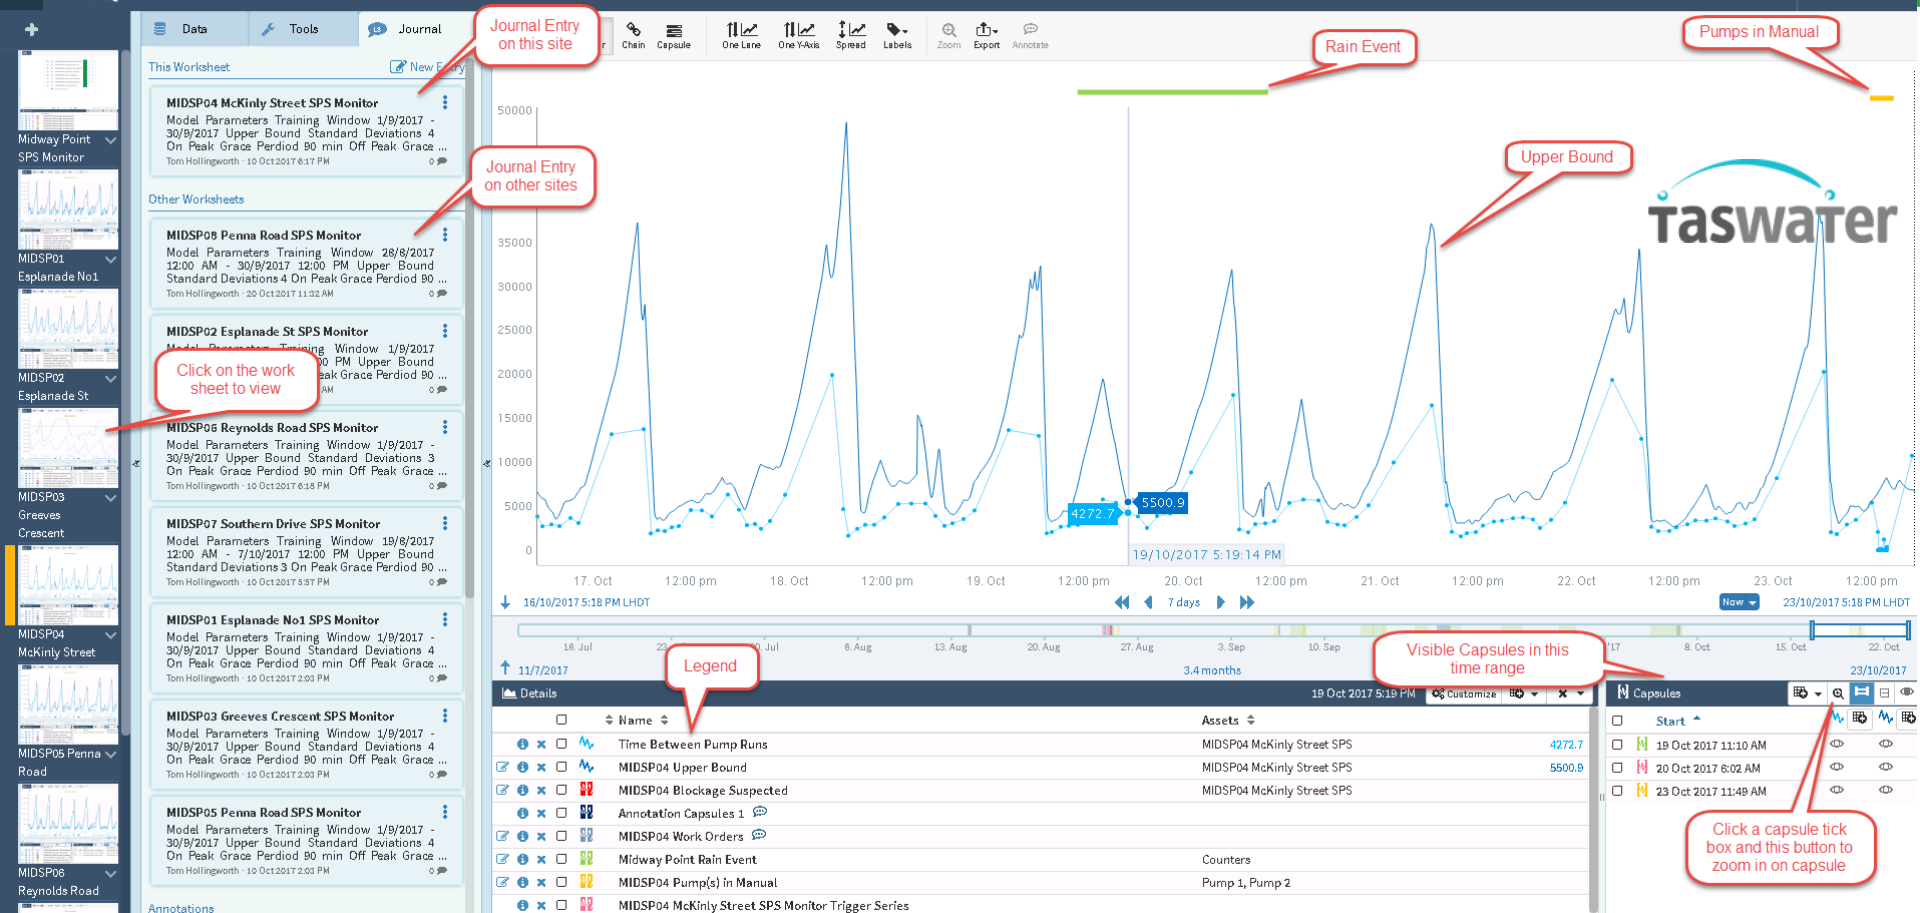 Data
Tools
Journal
Journal Entry
on this site
Chain
Capsule
One Lane
One Y-Axis
Spread
Labels
Zoom
Export
Annotate
Rain Event
Pumps in Manual
Midway Point
SPS Monitor
MIDSP01
Esplanade No1
MIDSP02
Esplanade St
MIDSP03
Greeves
Crescent
MIDSP04
McKinly Street
MIDSP05 Penna
Road
MIDSP06
Reynolds Road
This Worksheet
New Entry
MIDSP04 McKinly Street SPS Monitor
Model Parameters Training Window 1/9/2017 -
30/9/2017 Upper Bound Standard Deviations 4
On Peak Grace Perdiod 90 min Off Peak Grace ...
Tom Hollingworth · 10 Oct 2017 6:17 PM
0
Journal Entry
on other sites
Other Worksheets
MIDSP08 Penna Road SPS Monitor
Model Parameters Training Window 28/8/2017
12:00 AM - 30/9/2017 12:00 PM Upper Bound
Standard Deviations 4 On Peak Grace Perdiod 90 ...
Tom Hollingworth · 20 Oct 2017 11:32 AM
0
MIDSP02 Esplanade St SPS Monitor
Training Window 1/9/2017
00 PM Upper Bound
Peak Grace Perdiod 90 ...
AM
0
Click on the work
sheet to view
MIDSP06 Reynolds Road SPS Monitor
Model Parameters Training Window 1/9/2017 -
30/9/2017 Upper Bound Standard Deviations 3
On Peak Grace Perdiod 90 min Off Peak Grace ...
Tom Hollingworth · 10 Oct 2017 6:18 PM
0
MIDSP07 Southern Drive SPS Monitor
Model Parameters Training Window 19/8/2017
12:00 AM - 7/10/2017 12:00 PM Upper Bound
Standard Deviations 3 On Peak Grace Perdiod 90 ...
Tom Hollingworth · 10 Oct 2017 5:57 PM
0
MIDSP01 Esplanade No1 SPS Monitor
Model Parameters Training Window 1/9/2017 -
30/9/2017 Upper Bound Standard Deviations 4
On Peak Grace Perdiod 90 min Off Peak Grace ...
Tom Hollingworth · 10 Oct 2017 2:03 PM
0
MIDSP03 Greeves Crescent SPS Monitor
Model Parameters Training Window 1/9/2017 -
30/9/2017 Upper Bound Standard Deviations 4
On Peak Grace Perdiod 90 min Off Peak Grace ...
Tom Hollingworth · 10 Oct 2017 2:03 PM
0
MIDSP05 Penna Road SPS Monitor
Model Parameters Training Window 1/9/2017 -
30/9/2017 Upper Bound Standard Deviations 4
On Peak Grace Perdiod 90 min Off Peak Grace ...
Tom Hollingworth · 10 Oct 2017 2:03 PM
0
Annotations
50000
35000
30000
25000
20000
15000
10000
5000
0
Upper Bound
TasWater
4272.7
5500.9
19/10/2017 5:19:14 PM
17. Oct
12:00 pm
18. Oct
12:00 pm
19. Oct
12:00 pm
20. Oct
12:00 pm
21. Oct
12:00 pm
22. Oct
12:00 pm
23. Oct
12:00 pm
16/10/2017 5:18 PM LHDT
7 days
Now
23/10/2017 5:18 PM LHDT
16. Jul
6. Aug
13. Aug
20. Aug
27. Aug
3. Sep
10. Sep
'17
8. Oct
15. Oct
22. Oct
11/7/2017
3.4 months
23/10/2017
Legend
Visible Capsules in this
time range
Details
19 Oct 2017 5:19 PM
Customize
Name
Assets
Time Between Pump Runs
MIDSP04 McKinly Street SPS
4272.7
MIDSP04 Upper Bound
MIDSP04 McKinly Street SPS
5500.9
MIDSP04 Blockage Suspected
MIDSP04 McKinly Street SPS
Annotation Capsules 1
MIDSP04 Work Orders
Midway Point Rain Event
Counters
MIDSP04 Pump(s) in Manual
Pump 1, Pump 2
MIDSP04 McKinly Street SPS Monitor Trigger Series
Capsules
Start
19 Oct 2017 11:10 AM
20 Oct 2017 6:02 AM
23 Oct 2017 11:49 AM
Click a capsule tick
box and this button to
zoom in on capsule